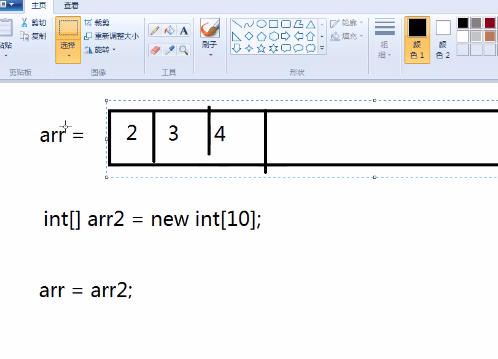 主页 查看
粘贴 剪切 复制 选择 裁剪 重新调整大小 旋转 A 刷子 轮廓 填充 粗细 颜色 1 颜色 2
剪贴板 图像 工具 形状
arr = 2 3 4
int[] arr2 = new int[10];
arr = arr2;